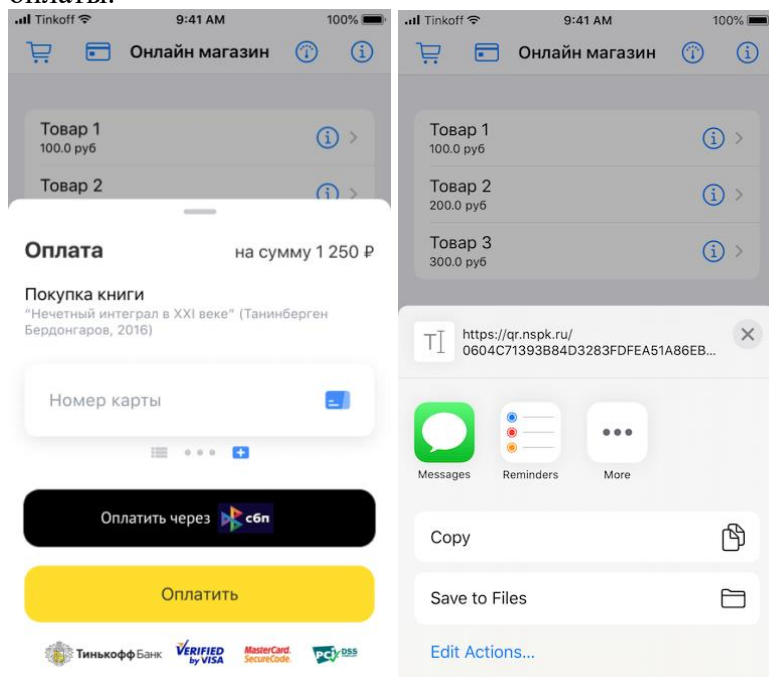 оплаты.
Tinkoff 9:41 AM 100%
Онлайн магазин
Товар 1
100.0 руб
Товар 2
Оплата на сумму 1 250 ₽
Покупка книги
“Нечетный интеграл в XXI веке” (Танинберген
Бердонгаров, 2016)
Номер карты
Оплатить через сбп
Оплатить
Тинькофф Банк VERIFIED by VISA MasterCard. SecureCode. PCI DSS
Tinkoff 9:41 AM 100%
Онлайн магазин
Товар 1
100.0 руб
Товар 2
200.0 руб
Товар 3
300.0 руб
https://qr.nspk.ru/
0604C71393B84D3283FDFEA51A86EB...
Messages Reminders More
Copy
Save to Files
Edit Actions...